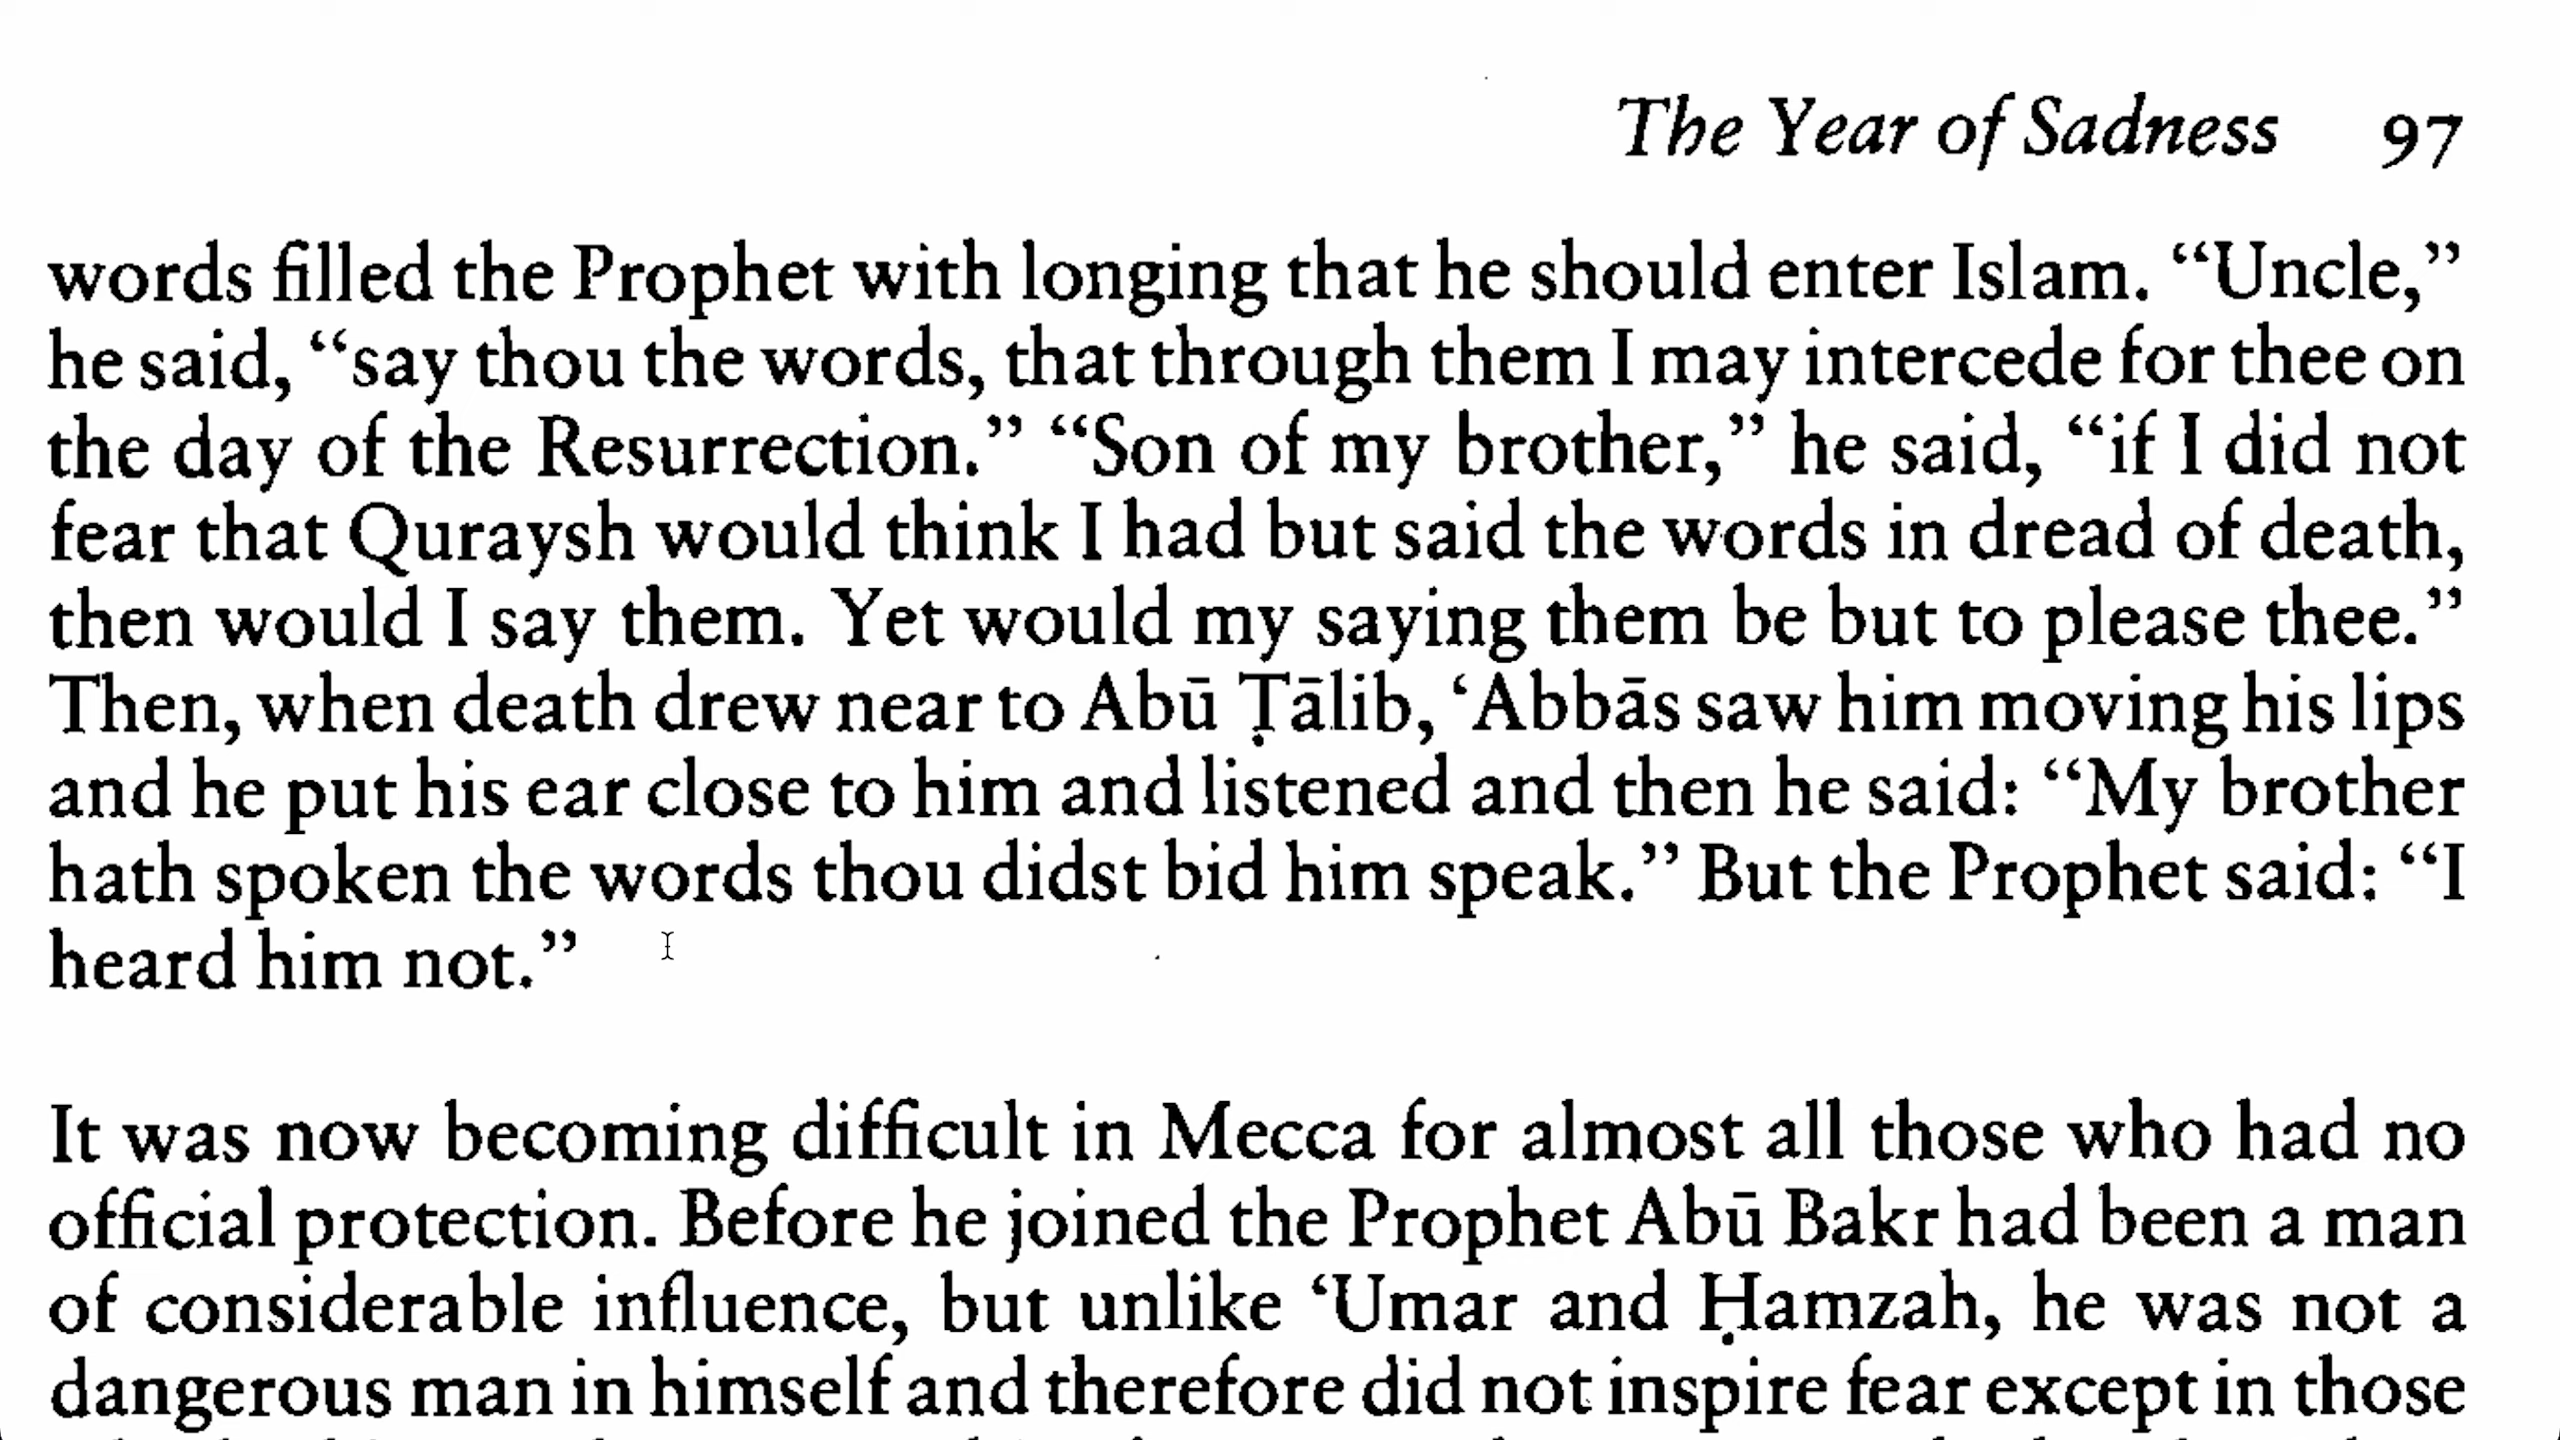 The Year of Sadness 97
words filled the Prophet with longing that he should enter Islam. “Uncle,”
he said, “say thou the words, that through them I may intercede for thee on
the day of the Resurrection.” “Son of my brother,” he said, “if I did not
fear that Quraysh would think I had but said the words in dread of death,
then would I say them. Yet would my saying them be but to please thee.”
Then, when death drew near to Abū Ṭālib, ‘Abbās saw him moving his lips
and he put his ear close to him and listened and then he said: “My brother
hath spoken the words thou didst bid him speak.” But the Prophet said: “I
heard him not.”
It was now becoming difficult in Mecca for almost all those who had no
official protection. Before he joined the Prophet Abū Bakr had been a man
of considerable influence, but unlike ‘Umar and Ḥamzah, he was not a
dangerous man in himself and therefore did not inspire fear except in those